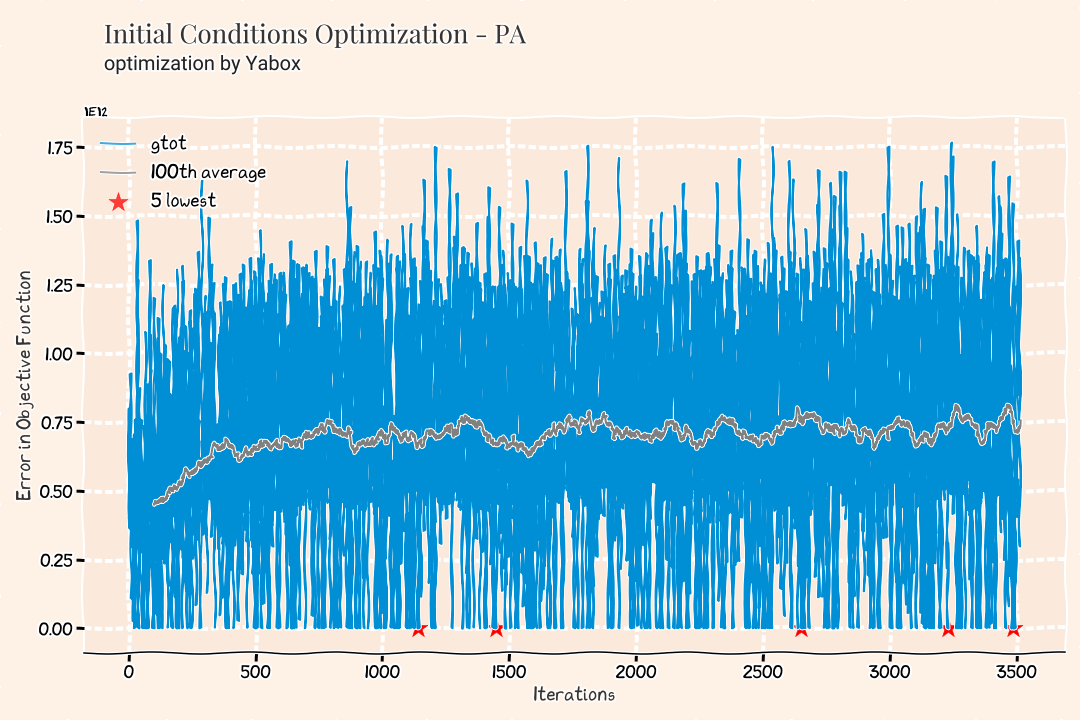 Initial Conditions Optimization - PA
optimization by Yabox
1E12
gtot
100th average
5 lowest
1.75
1.50
1.25
1.00
0.75
0.50
0.25
0.00
Error in Objective Function
0 500 1000 1500 2000 2500 3000 3500
Iterations